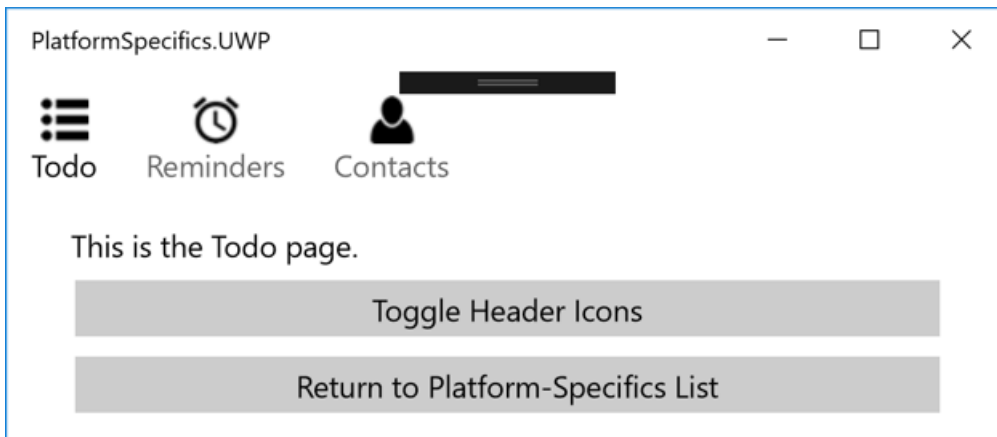 PlatformSpecifics.UWP
Todo Reminders Contacts
This is the Todo page.
Toggle Header Icons
Return to Platform-Specifics List